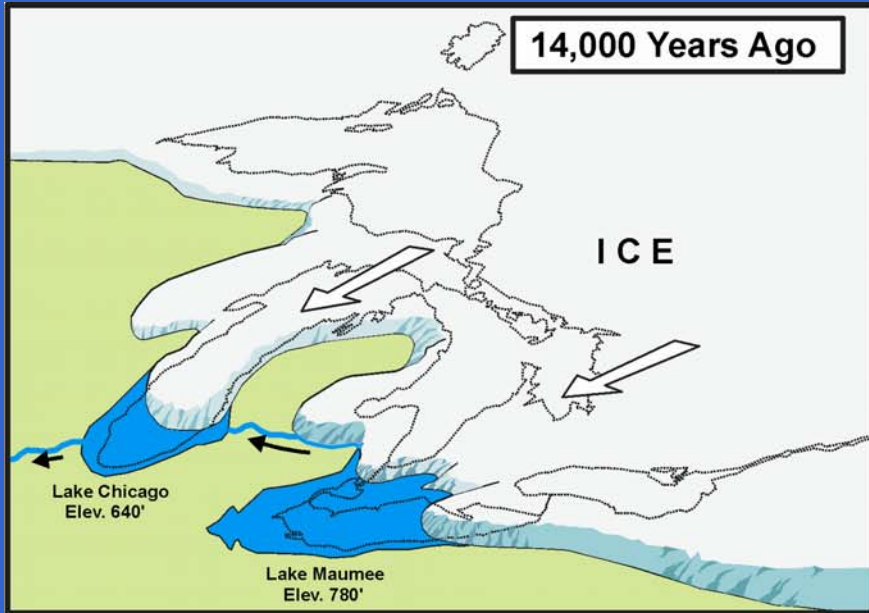 14,000 Years Ago
ICE
Lake Chicago
Elev. 640'
Lake Maumee
Elev. 780'